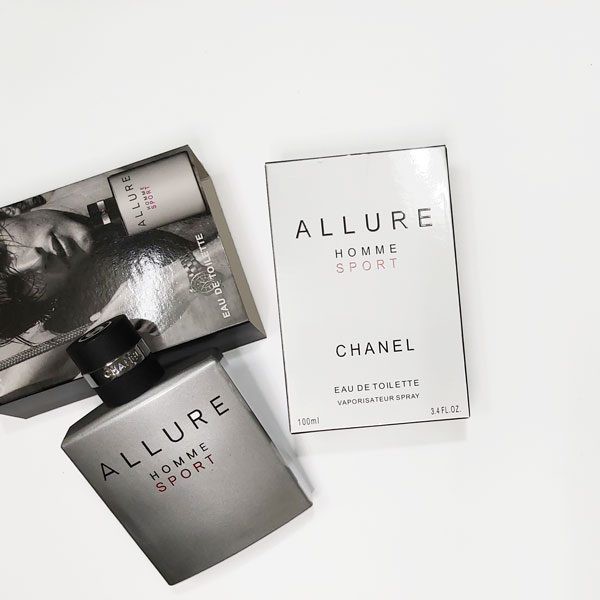 ALLURE
HOMME
SPORT
EAU DE TOILETTE
ALLURE
HOMME
SPORT
CHANEL
EAU DE TOILETTE
VAPORISATEUR SPRAY
100ml
3.4 FL.OZ.
CHANEL
ALLURE
HOMME
SPORT